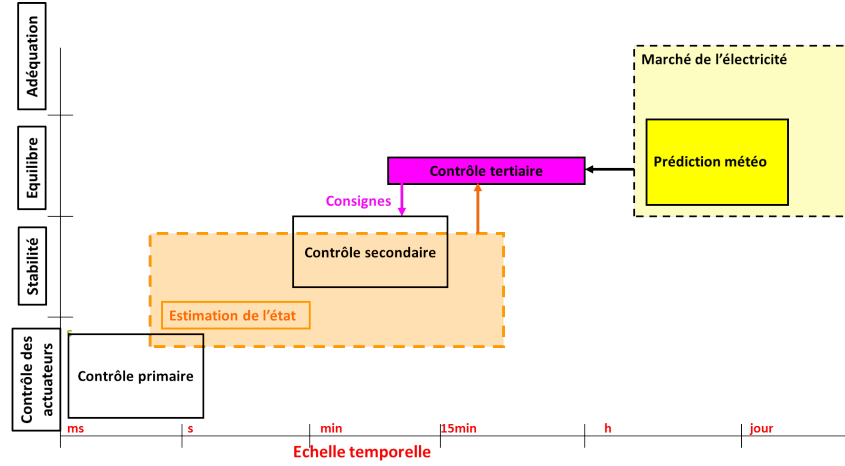 Adéquation
Marché de l'électricité
Equilibre
Prédiction météo
Contrôle tertiaire
Consignes
Stabilité
Contrôle secondaire
Estimation de l'état
Contrôle des
actuateurs
Contrôle primaire
ms
s
min
15min
h
jour
Echelle temporelle